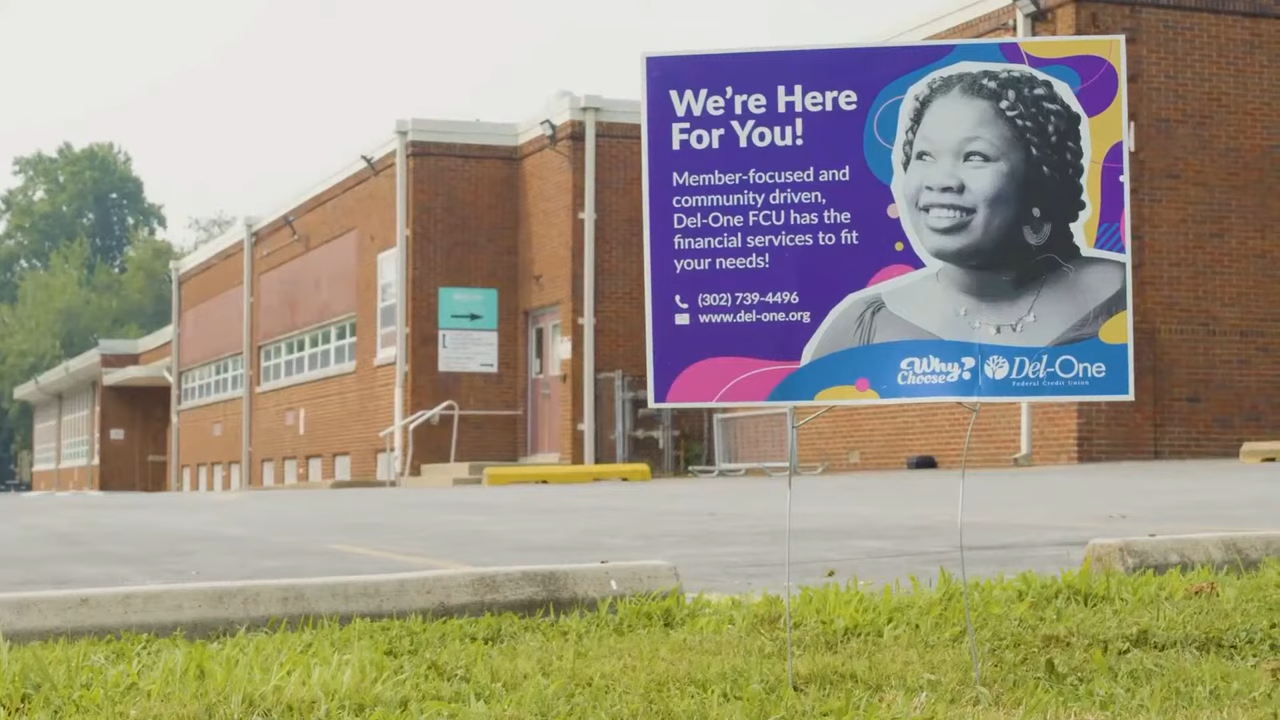 We're Here
For You!
Member-focused and
community driven,
Del-One FCU has the
financial services to fit
your needs!
(302) 739-4496
www.del-one.org
Why
Choose?
Del-One
Federal Credit Union